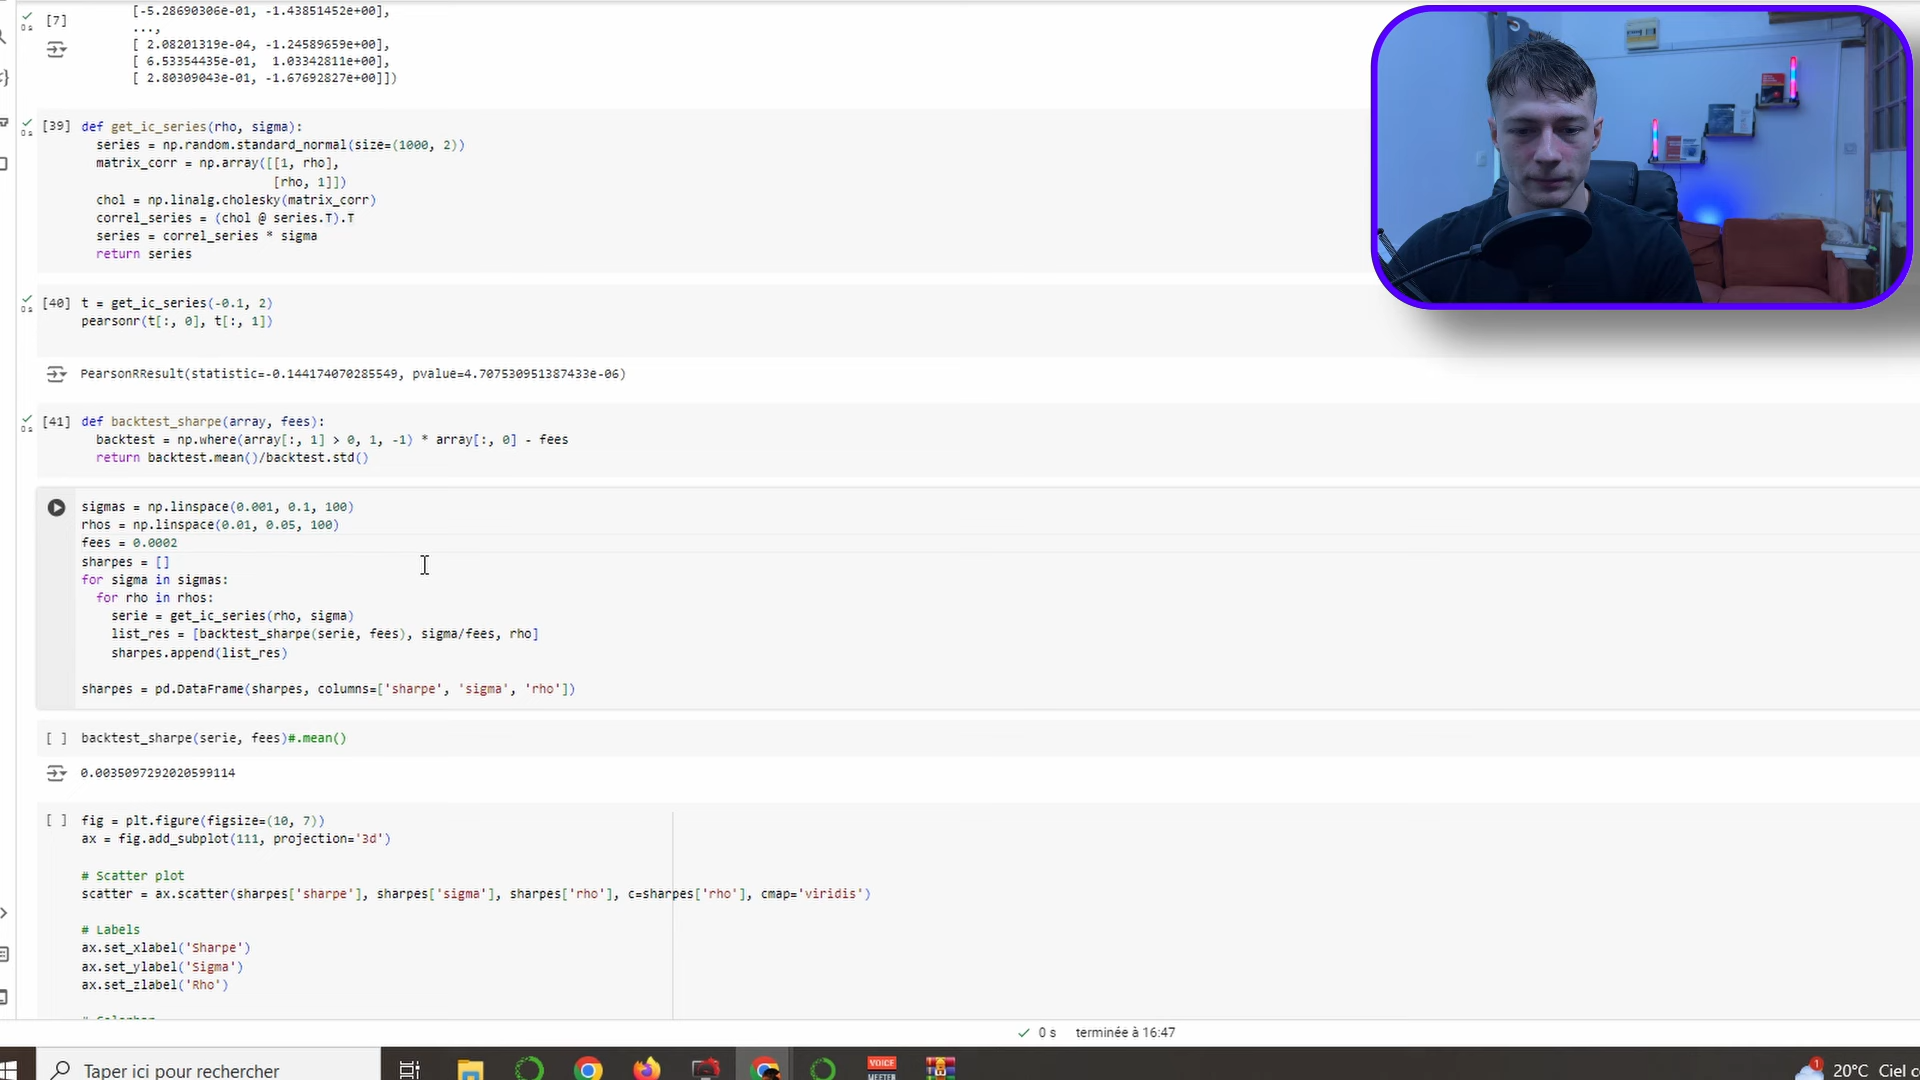 [7]
[-5.28690306e-01, -1.43851452e+00],
...,
[ 2.08201319e-04, -1.24589659e+00],
[ 6.53354435e-01,  1.03342811e+00],
[ 2.80309043e-01, -1.67692827e+00]])
[39] def get_ic_series(rho, sigma):
series = np.random.standard_normal(size=(1000, 2))
matrix_corr = np.array([[1, rho],
[rho, 1]])
chol = np.linalg.cholesky(matrix_corr)
correl_series = (chol @ series.T).T
series = correl_series * sigma
return series
[40] t = get_ic_series(-0.1, 2)
pearsonr(t[:, 0], t[:, 1])
PearsonRResult(statistic=-0.144174070285549, pvalue=4.707530951387433e-06)
[41] def backtest_sharpe(array, fees):
backtest = np.where(array[:, 1] > 0, 1, -1) * array[:, 0] - fees
return backtest.mean()/backtest.std()
sigmas = np.linspace(0.001, 0.1, 100)
rhos = np.linspace(0.01, 0.05, 100)
fees = 0.0002
sharpes = []
for sigma in sigmas:
for rho in rhos:
serie = get_ic_series(rho, sigma)
list_res = [backtest_sharpe(serie, fees), sigma/fees, rho]
sharpes.append(list_res)
sharpes = pd.DataFrame(sharpes, columns=['sharpe', 'sigma', 'rho'])
[ ] backtest_sharpe(serie, fees)#.mean()
0.0035097292020599114
[ ] fig = plt.figure(figsize=(10, 7))
ax = fig.add_subplot(111, projection='3d')
# Scatter plot
scatter = ax.scatter(sharpes['sharpe'], sharpes['sigma'], sharpes['rho'], c=sharpes['rho'], cmap='viridis')
# Labels
ax.set_xlabel('Sharpe')
ax.set_ylabel('Sigma')
ax.set_zlabel('Rho')
0 s terminée à 16:47
Taper ici pour rechercher
VOICE
MEETER
1
20°C Ciel